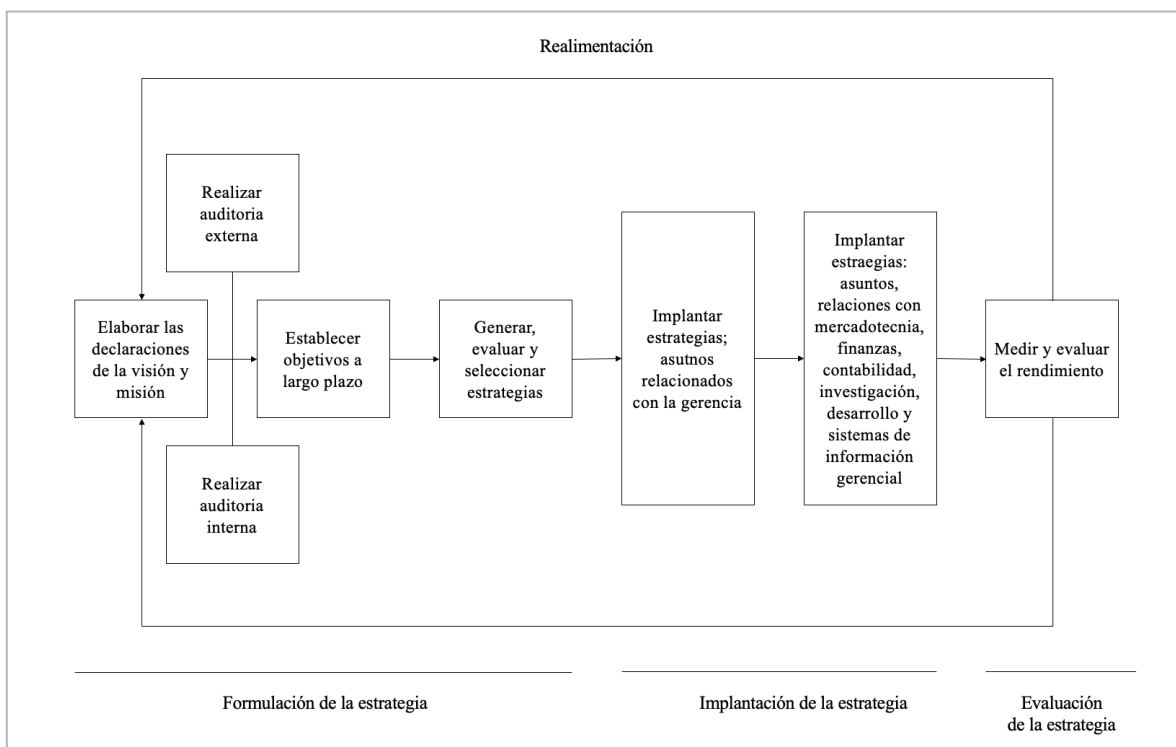 Realimentación
Realizar
auditoria
externa
Elaborar las
declaraciones
de la visión y
misión
Establecer
objetivos a
largo plazo
Generar,
evaluar y
seleccionar
estrategias
Implantar
estrategias;
asutnos
relacionados
con la gerencia
Implantar
estraegias:
asuntos,
relaciones con
mercadotecnia,
finanzas,
contabilidad,
investigación,
desarrollo y
sistemas de
información
gerencial
Medir y evaluar
el rendimiento
Realizar
auditoria
interna
Formulación de la estrategia
Implantación de la estrategia
Evaluación
de la estrategia